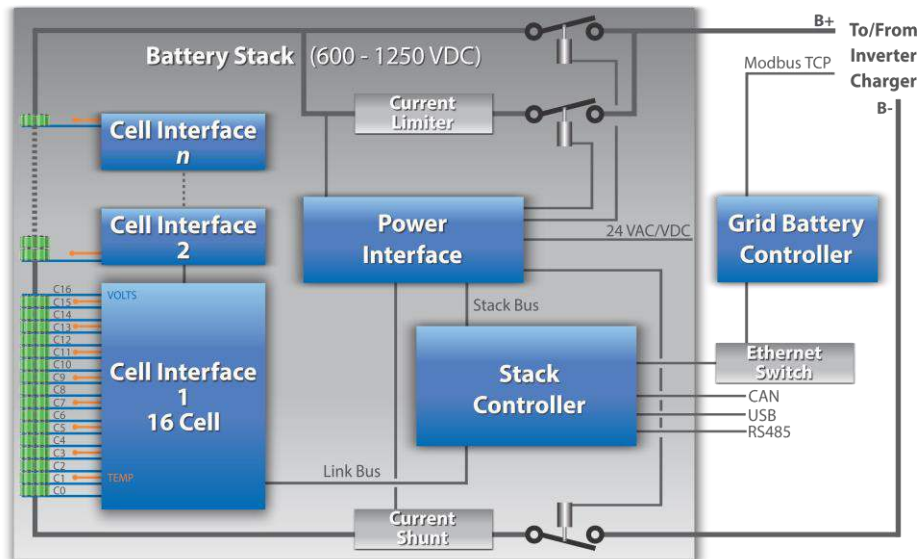 Battery Stack (600 - 1250 VDC)
B+
To/From
Inverter
Charger
B-
Modbus TCP
Current
Limiter
Cell Interface
n
Cell Interface
2
Power
Interface
24 VAC/VDC
Grid Battery
Controller
C16
VOLTS
C15
C14
C13
C12
C11
C10
C9
C8
C7
C6
C5
C4
C3
C2
C1
TEMP
C0
Cell Interface
1
16 Cell
Stack Bus
Stack
Controller
Ethernet
Switch
CAN
USB
RS485
Link Bus
Current
Shunt